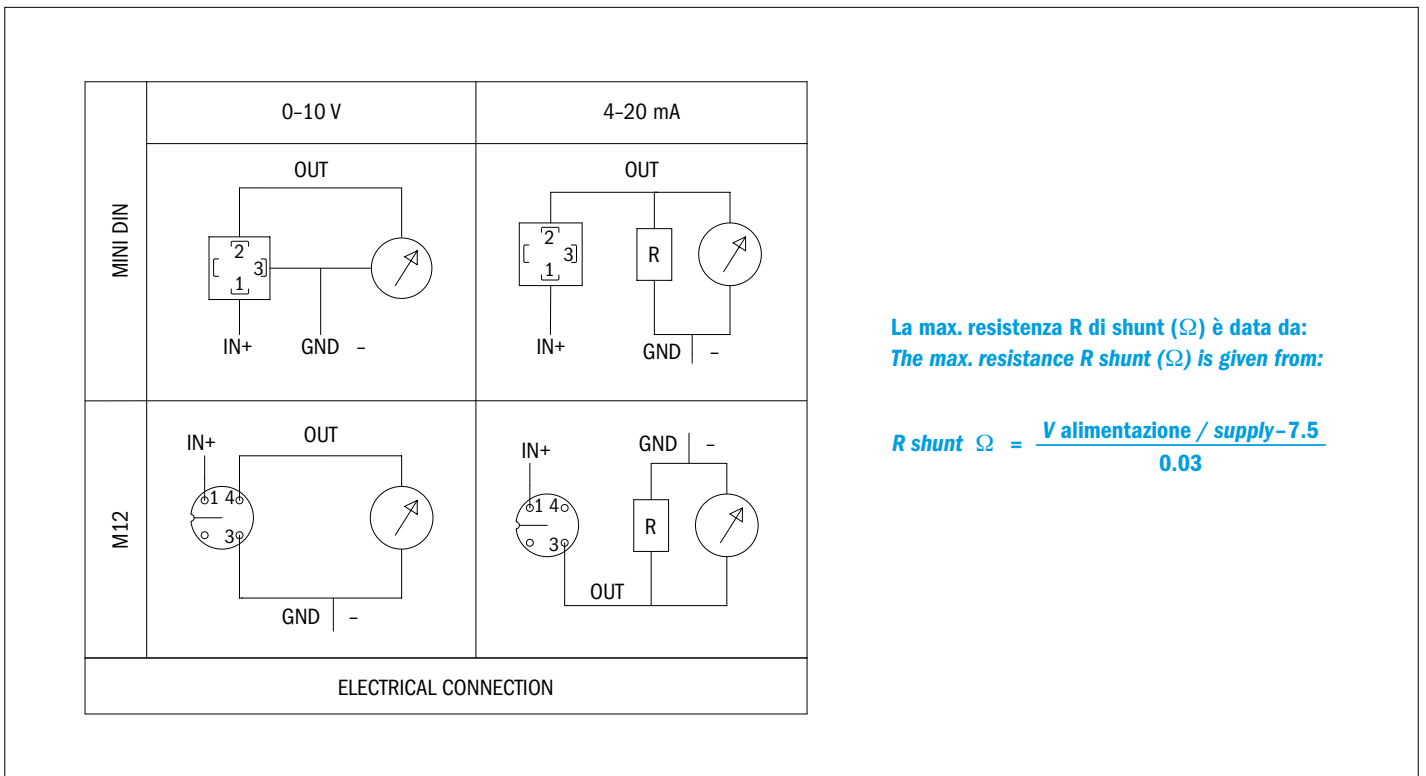 0–10 V
4–20 mA
MINI DIN
OUT
2
3
1
IN+
GND –
OUT
2
3
1
R
IN+
GND –
M12
IN+
OUT
1 4
3
GND –
IN+
GND –
1 4
3
R
OUT
ELECTRICAL CONNECTION
La max. resistenza R di shunt (Ω) è data da:
The max. resistance R shunt (Ω) is given from:
R shunt Ω = V alimentazione / supply–7.5
0.03